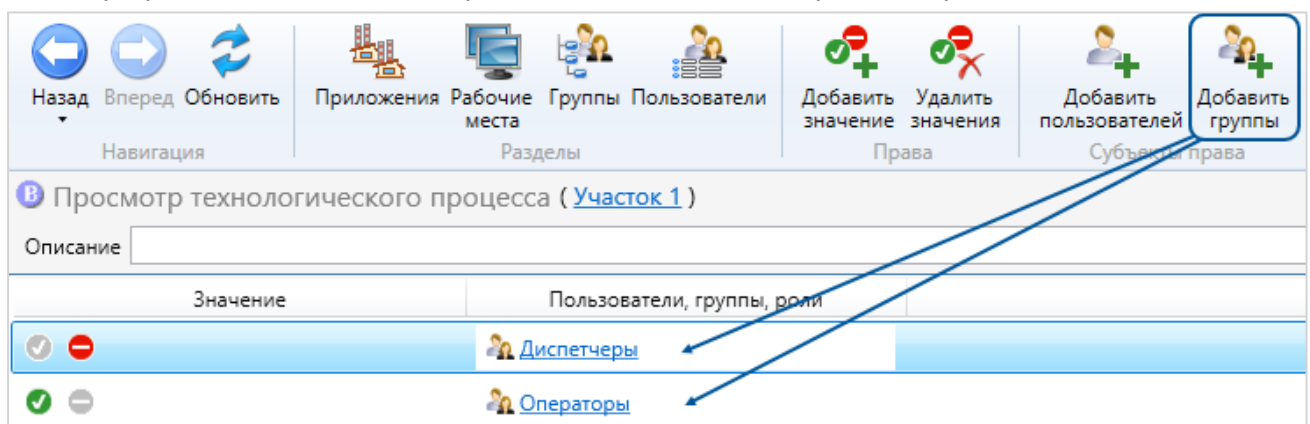 Назад Вперед Обновить Приложения Рабочие места Группы Пользователи Добавить значение Удалить значения Добавить пользователей Добавить группы
Навигация Разделы Права Субъекты права
B Просмотр технологического процесса ( Участок 1 )
Описание
Значение Пользователи, группы, роли
Диспетчеры
Операторы